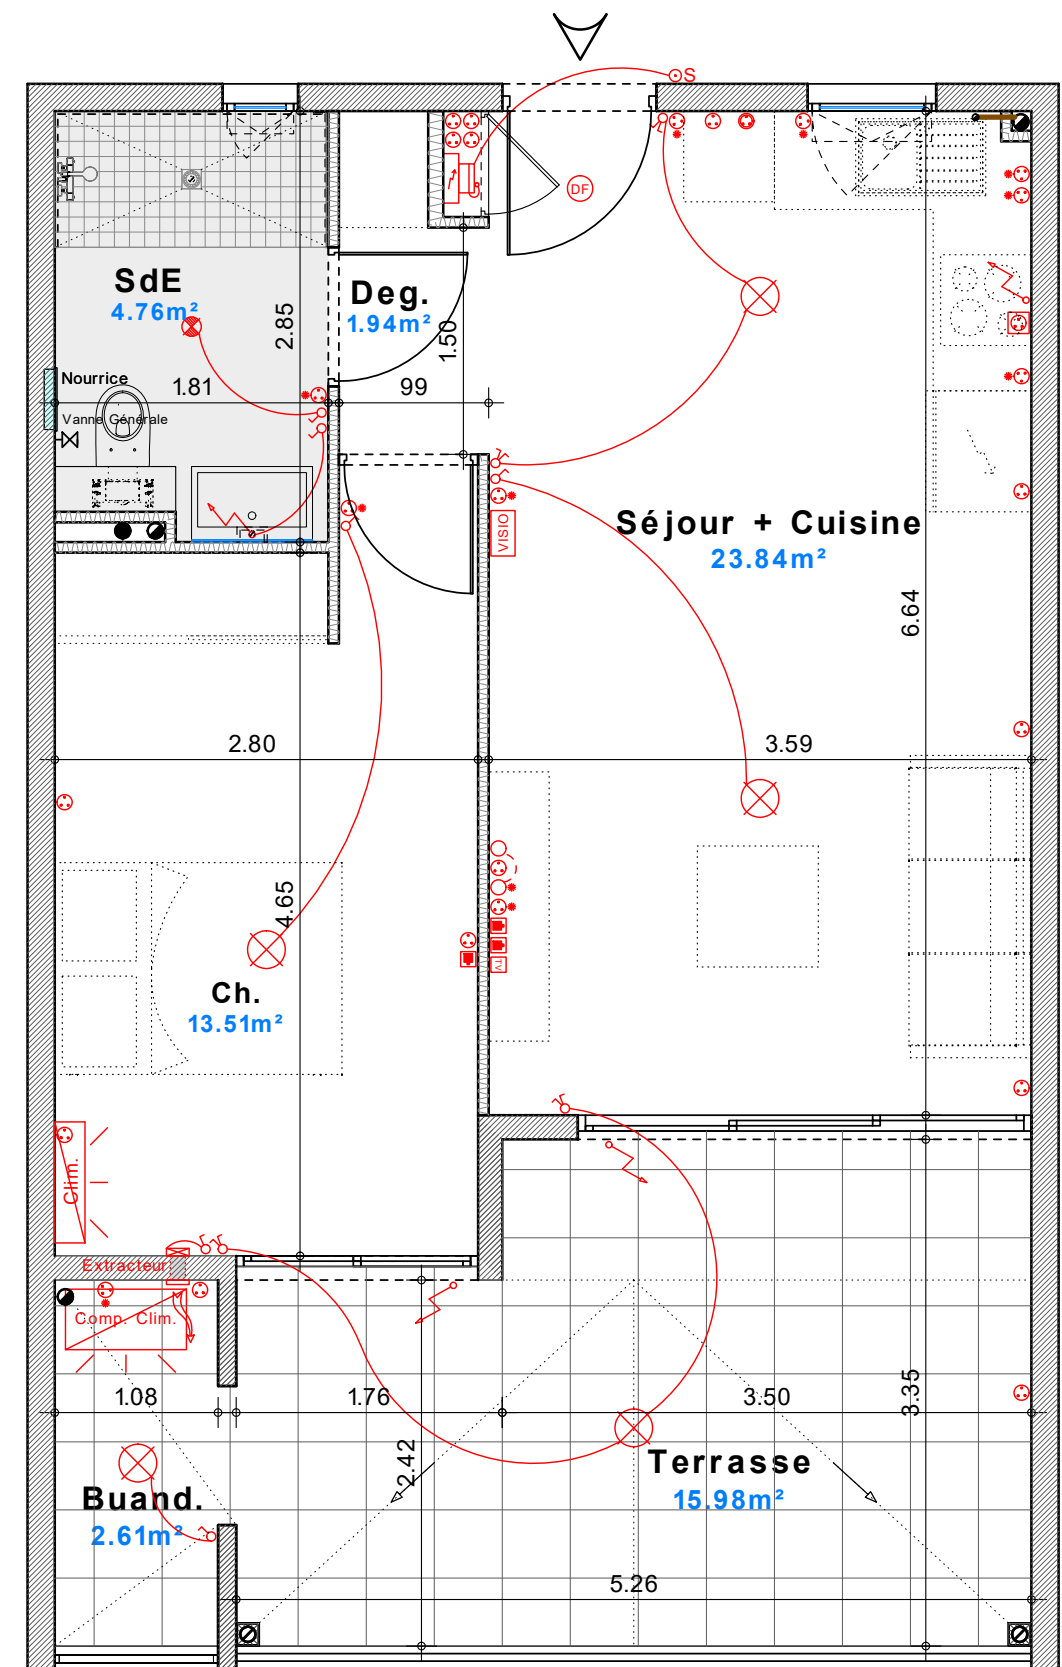 S
DF
SdE
4.76m²
Deg.
1.94m²
2.85
1.50
Nourrice
1.81
99
Vanne Générale
VISIO
Séjour + Cuisine
23.84m²
6.64
2.80
3.59
4.65
TV
Ch.
13.51m²
Clim.
Extracteur
Comp. Clim.
1.08
1.76
3.50
3.35
2.42
Terrasse
15.98m²
Buand.
2.61m²
5.26